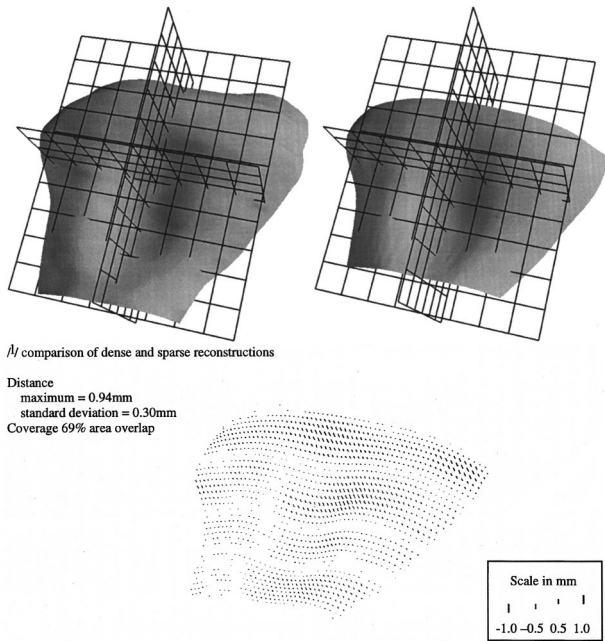 /ɬ/ comparison of dense and sparse reconstructions
Distance
maximum = 0.94mm
standard deviation = 0.30mm
Coverage 69% area overlap
Scale in mm
-1.0 -0.5 0.5 1.0